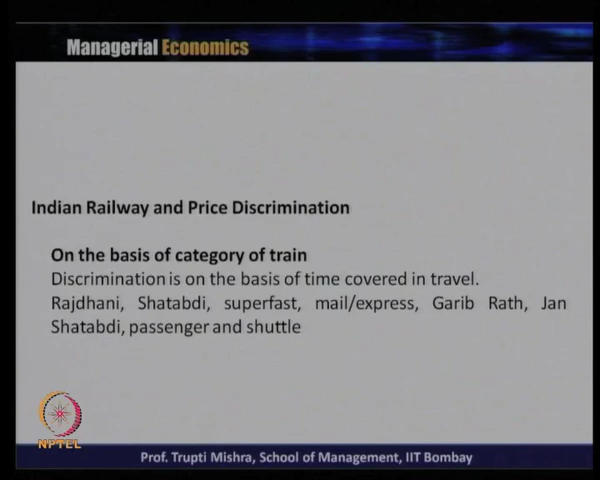 Managerial Economics
Indian Railway and Price Discrimination
On the basis of category of train
Discrimination is on the basis of time covered in travel.
Rajdhani, Shatabdi, superfast, mail/express, Garib Rath, Jan
Shatabdi, passenger and shuttle
NPTEL
Prof. Trupti Mishra, School of Management, IIT Bombay